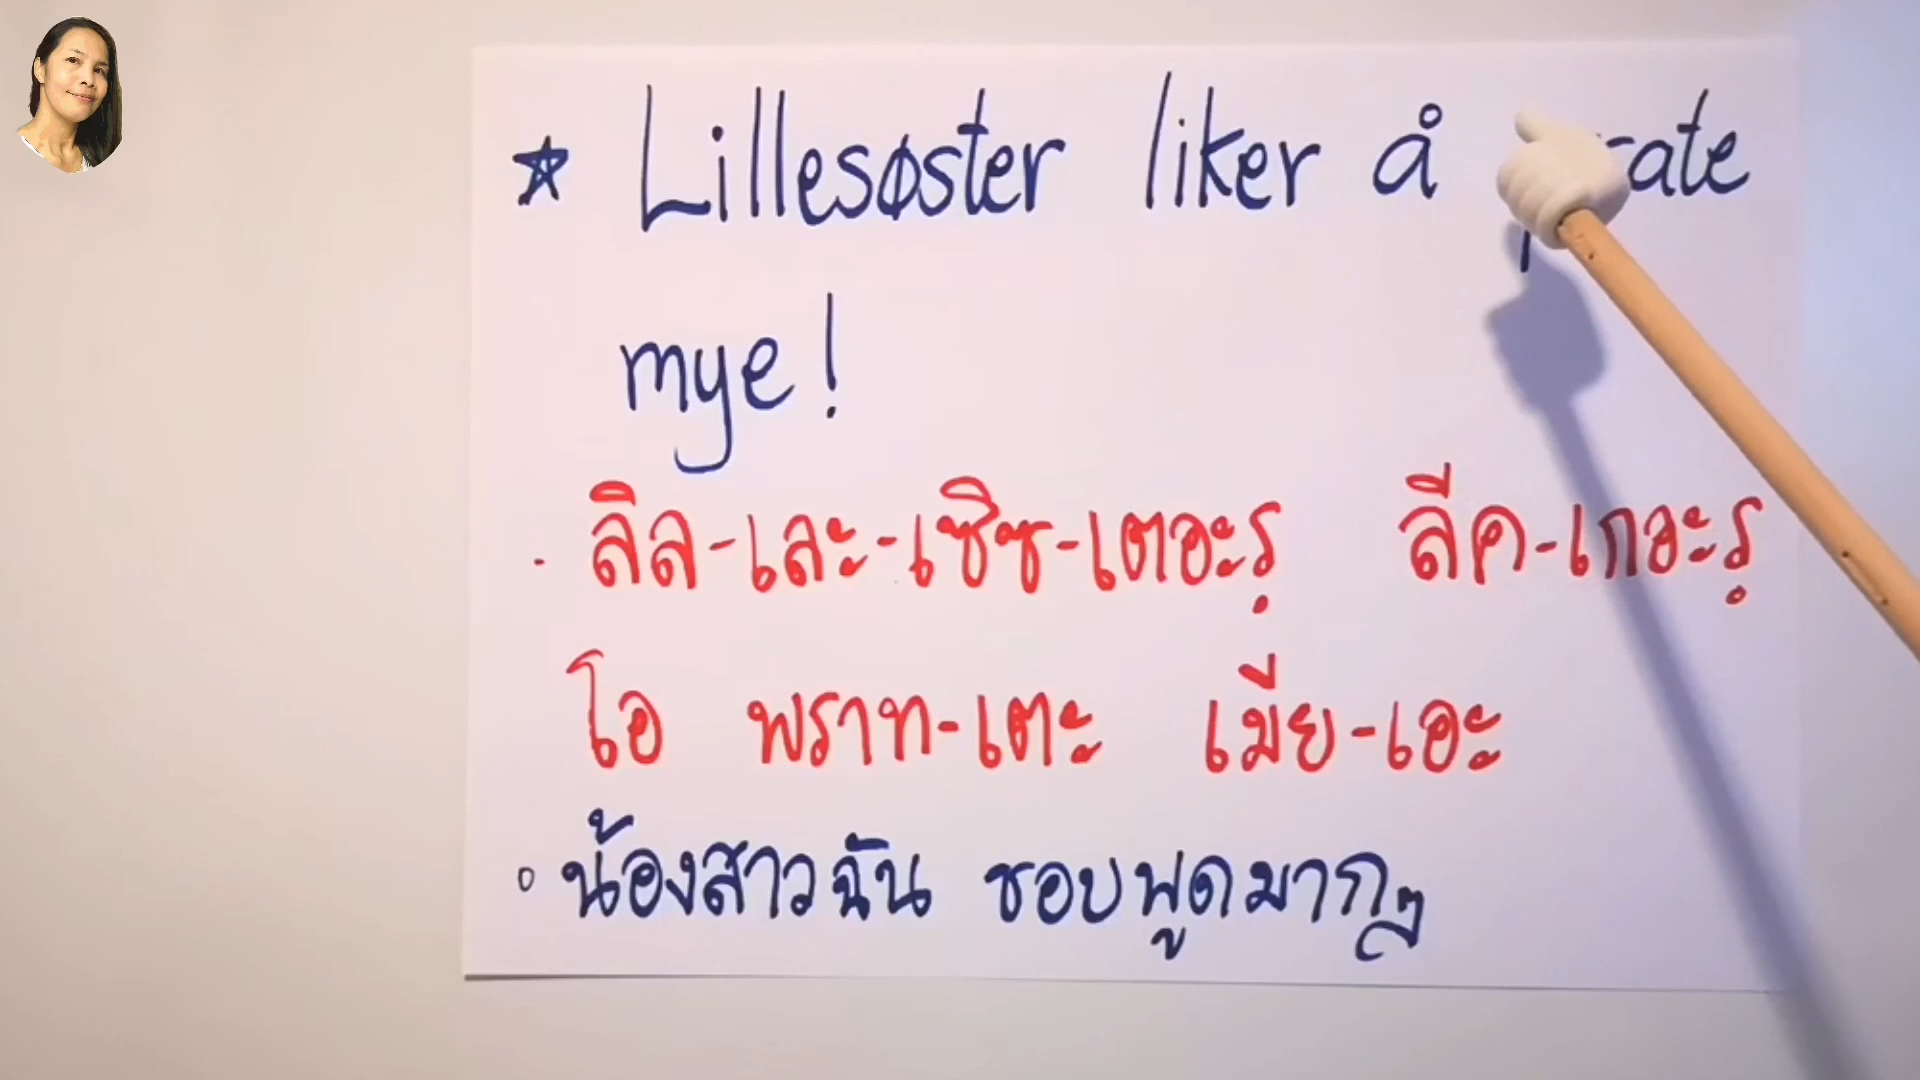 ☆ Lillesøster liker å prate
mye!
· ลิล-เละ-เซิซ-เตอะรฺ ลีค-เกอะรฺ
โอ พราท-เตะ เมีย-เอะ
° น้องสาวฉัน ชอบพูดมากๆ